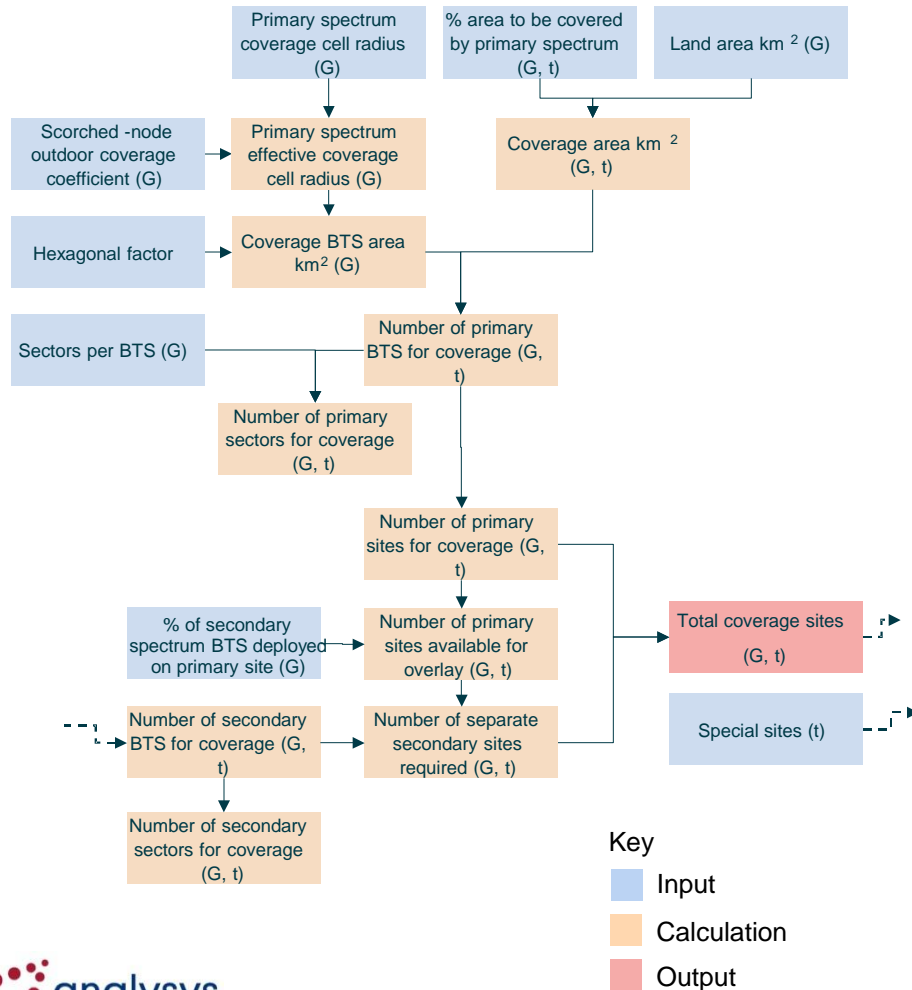 Primary spectrum
coverage cell radius
(G)
% area to be covered
by primary spectrum
(G, t)
Land area km ² (G)
Scorched -node
outdoor coverage
coefficient (G)
Primary spectrum
effective coverage
cell radius (G)
Coverage area km ²
(G, t)
Hexagonal factor
Coverage BTS area
km² (G)
Sectors per BTS (G)
Number of primary
BTS for coverage (G,
t)
Number of primary
sectors for coverage
(G, t)
Number of primary
sites for coverage (G,
t)
% of secondary
spectrum BTS deployed
on primary site (G)
Number of primary
sites available for
overlay (G, t)
Total coverage sites
(G, t)
Number of secondary
BTS for coverage (G,
t)
Number of separate
secondary sites
required (G, t)
Special sites (t)
Number of secondary
sectors for coverage
(G, t)
Key
Input
Calculation
Output
analysys